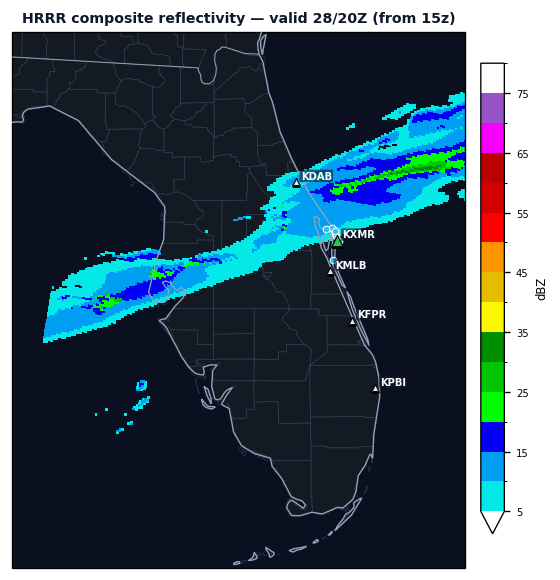 HRRR composite reflectivity — valid 28/20Z (from 15z)
KDAB
KXMR
KMLB
KFPR
KPBI
75
65
55
45
35
25
15
5
dBZ